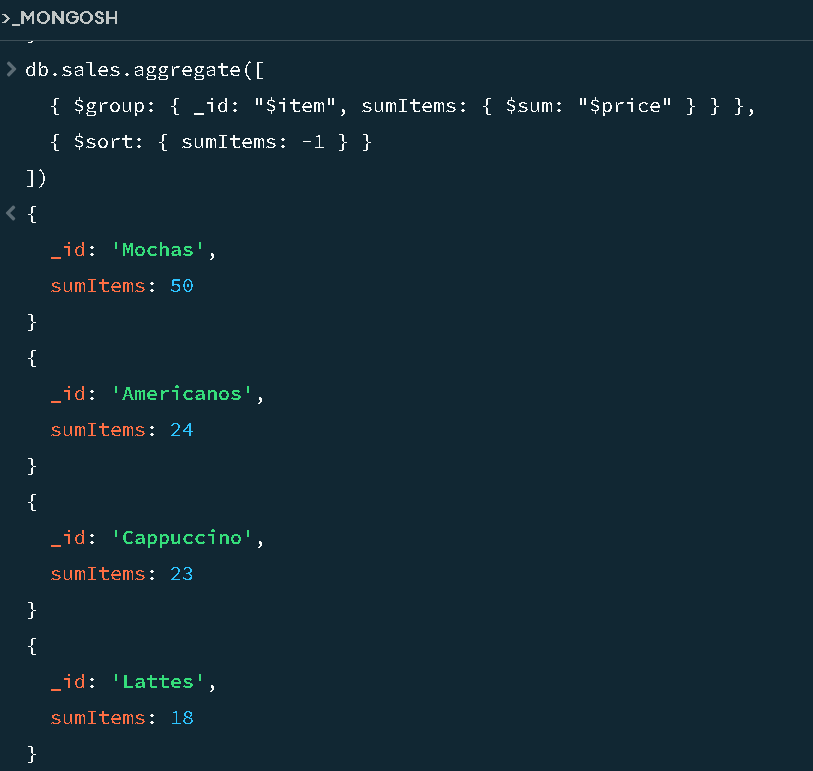 >_MONGOSH
> db.sales.aggregate([
{ $group: { _id: "$item", sumItems: { $sum: "$price" } } },
{ $sort: { sumItems: -1 } }
])
< {
_id: 'Mochas',
sumItems: 50
}
{
_id: 'Americanos',
sumItems: 24
}
{
_id: 'Cappuccino',
sumItems: 23
}
{
_id: 'Lattes',
sumItems: 18
}